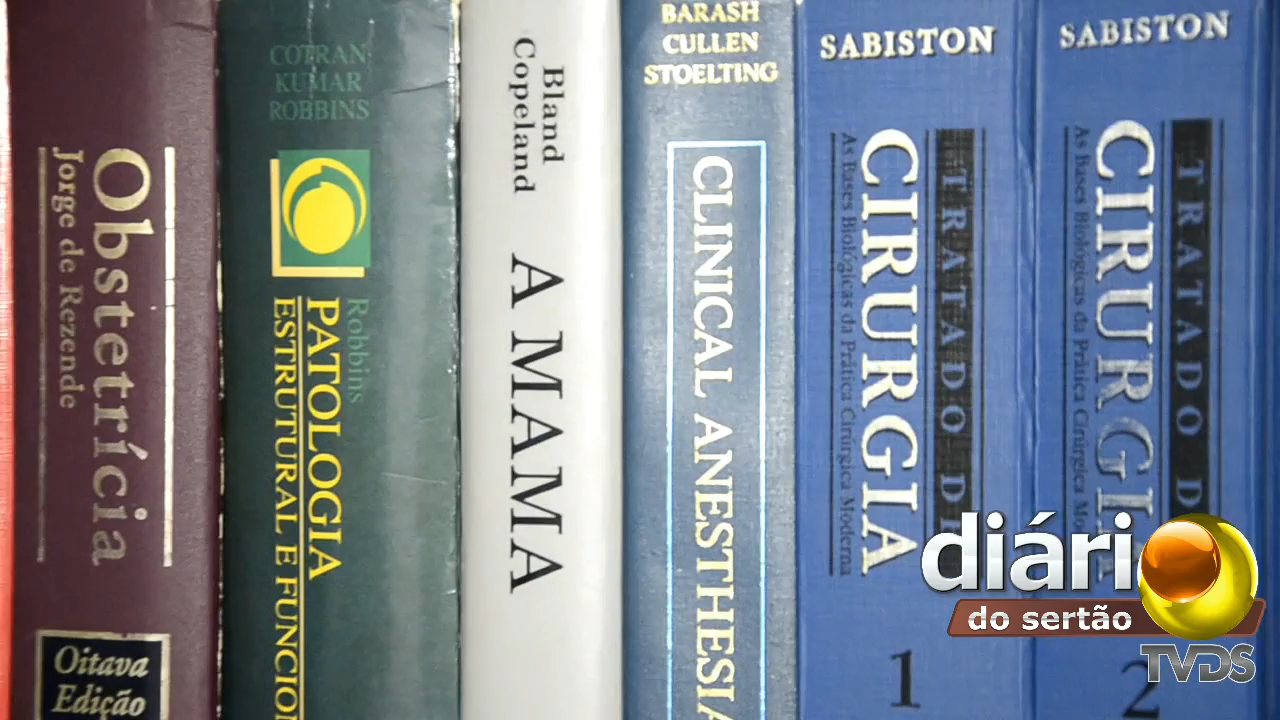 Obstetrícia
Jorge de Rezende
Oitava
Edição
COTRAN
KUMAR
ROBBINS
Robbins
PATOLOGIA
ESTRUTURAL E FUNCION
Bland
Copeland
A MAMA
BARASH
CULLEN
STOELTING
CLINICAL ANESTHESIA
SABISTON
TRATADO DE
CIRURGIA
As Bases Biológicas da Prática Cirúrgica Moderna
1
SABISTON
TRATADO D
CIRURGIA
As Bases Biológicas da Prática Cirúrgica Mo
2
diário
do sertão
TVDS